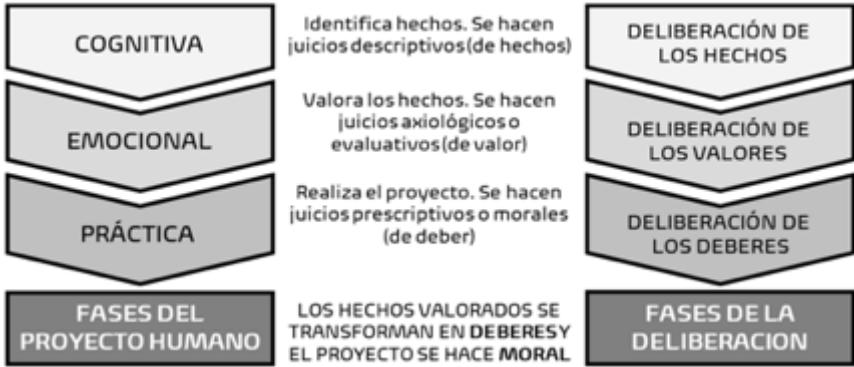 COGNITIVA
Identifica hechos. Se hacen
juicios descriptivos(de hechos)
DELIBERACIÓN DE
LOS HECHOS
EMOCIONAL
Valora los hechos. Se hacen
juicios axiológicos o
evaluativos(de valor)
DELIBERACIÓN DE
LOS VALORES
PRÁCTICA
Realiza el proyecto. Se hacen
juicios prescriptivos o morales
(de deber)
DELIBERACIÓN DE
LOS DEBERES
FASES DEL
PROYECTO HUMANO
LOS HECHOS VALORADOS SE
TRANSFORMAN EN DEBERES Y
EL PROYECTO SE HACE MORAL
FASES DE LA
DELIBERACION